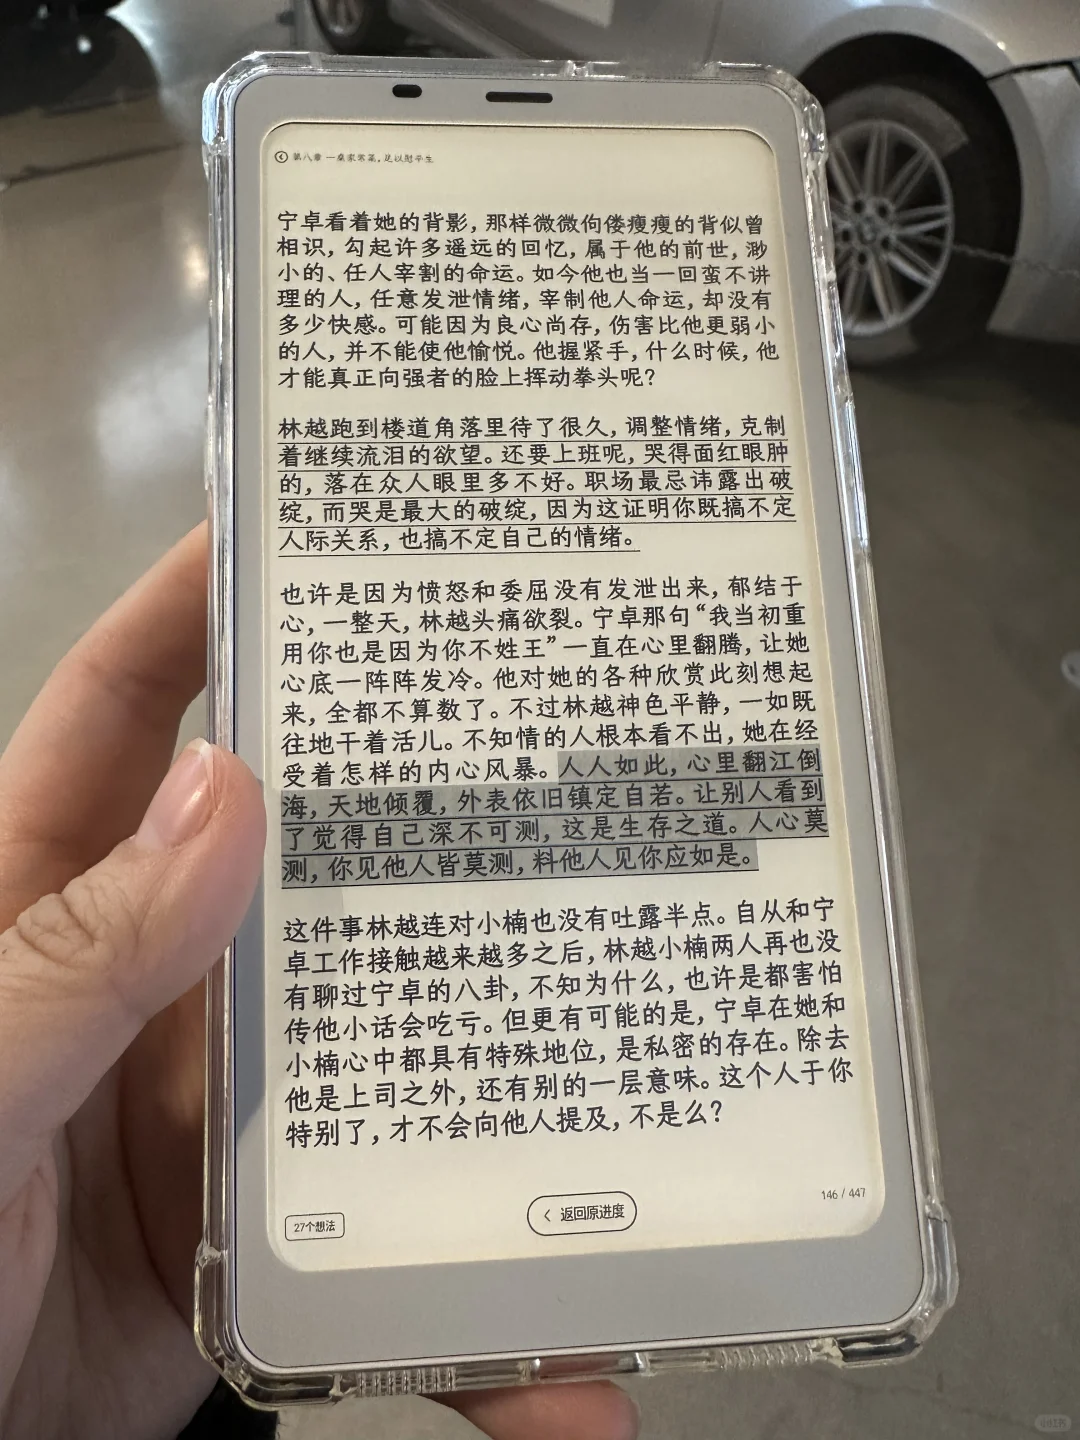 第八章 一桌家常菜,足以慰平生
宁卓看着她的背影,那样微微佝偻瘦瘦的背似曾
相识,勾起许多遥远的回忆,属于他的前世,渺
小的、任人宰割的命运。如今他也当一回蛮不讲
理的人,任意发泄情绪,宰制他人命运,却没有
多少快感。可能因为良心尚存,伤害比他更弱小
的人,并不能使他愉悦。他握紧手,什么时候,他
才能真正向强者的脸上挥动拳头呢?
林越跑到楼道角落里待了很久,调整情绪,克制
着继续流泪的欲望。还要上班呢,哭得面红眼肿
的,落在众人眼里多不好。职场最忌讳露出破
绽,而哭是最大的破绽,因为这证明你既搞不定
人际关系,也搞不定自己的情绪。
也许是因为愤怒和委屈没有发泄出来,郁结于
心,一整天,林越头痛欲裂。宁卓那句“我当初重
用你也是因为你不姓王”一直在心里翻腾,让她
心底一阵阵发冷。他对她的各种欣赏此刻想起
来,全都不算数了。不过林越神色平静,一如既
往地干着活儿。不知情的人根本看不出,她在经
受着怎样的内心风暴。人人如此,心里翻江倒
海,天地倾覆,外表依旧镇定自若。让别人看到
了觉得自己深不可测,这是生存之道。人心莫
测,你见他人皆莫测,料他人见你应如是。
这件事林越连对小楠也没有吐露半点。自从和宁
卓工作接触越来越多之后,林越小楠两人再也没
有聊过宁卓的八卦,不知为什么,也许是都害怕
传他小话会吃亏。但更有可能的是,宁卓在她和
小楠心中都具有特殊地位,是私密的存在。除去
他是上司之外,还有别的一层意味。这个人于你
特别了,才不会向他人提及,不是么?
146 / 447
27个想法
返回原进度
小红书